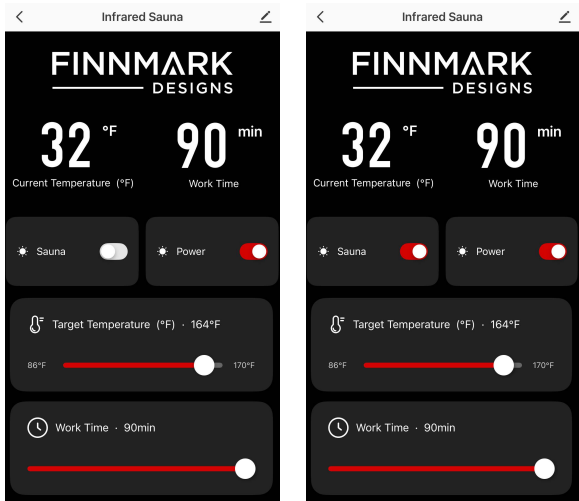 Infrared Sauna
FINNMARK
DESIGNS
32 °F
90 min
Current Temperature (°F)
Work Time
Sauna
Power
Target Temperature (°F) · 164°F
86°F
170°F
Work Time · 90min
Infrared Sauna
FINNMARK
DESIGNS
32 °F
90 min
Current Temperature (°F)
Work Time
Sauna
Power
Target Temperature (°F) · 164°F
86°F
170°F
Work Time · 90min